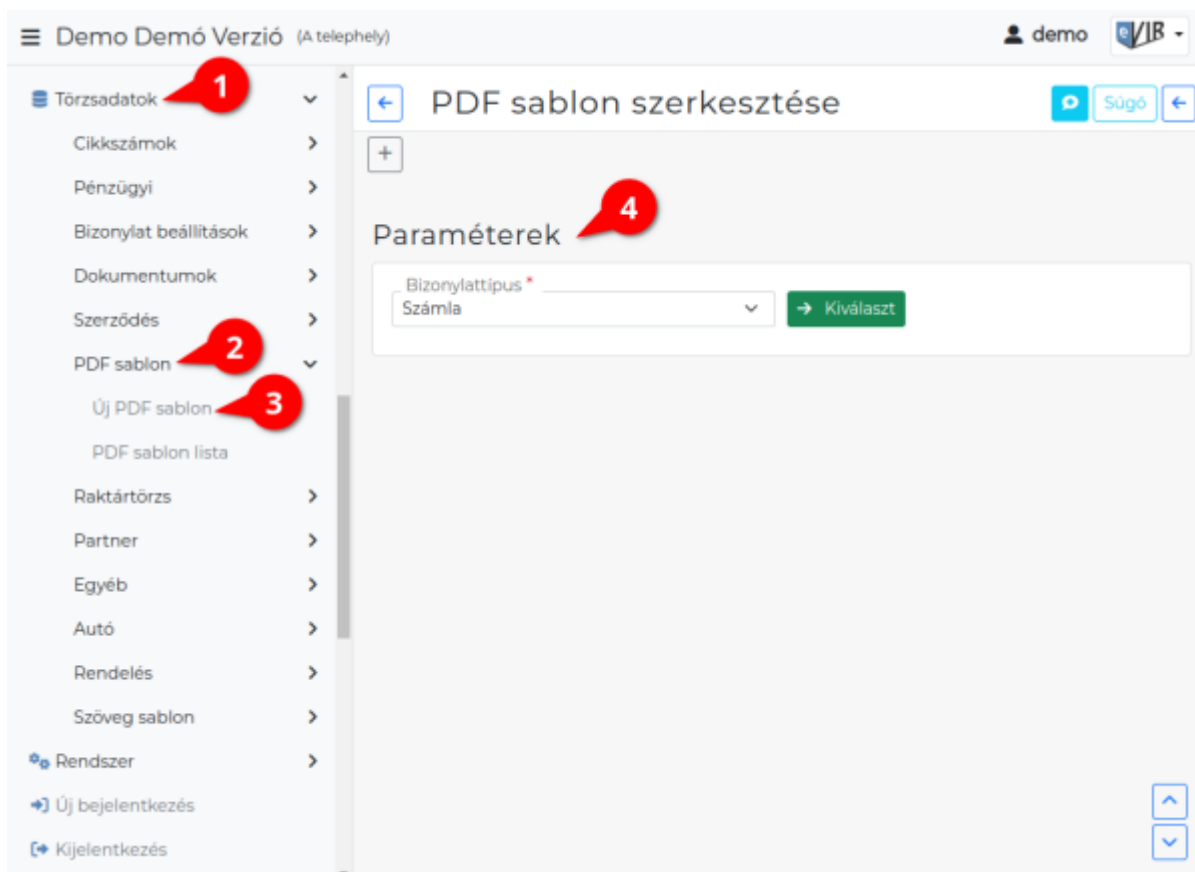 Demo Demó Verzió (A telephely)
demo
eVIR
Törzsadatok
1
Cikkszámok
Pénzügyi
Bizonylat beállítások
Dokumentumok
Szerződés
PDF sablon
2
Új PDF sablon
3
PDF sablon lista
Raktártörzs
Partner
Egyéb
Autó
Rendelés
Szöveg sablon
Rendszer
Új bejelentkezés
Kijelentkezés
PDF sablon szerkesztése
Súgó
4
Paraméterek
Bizonylattípus *
Számla
Kiválaszt